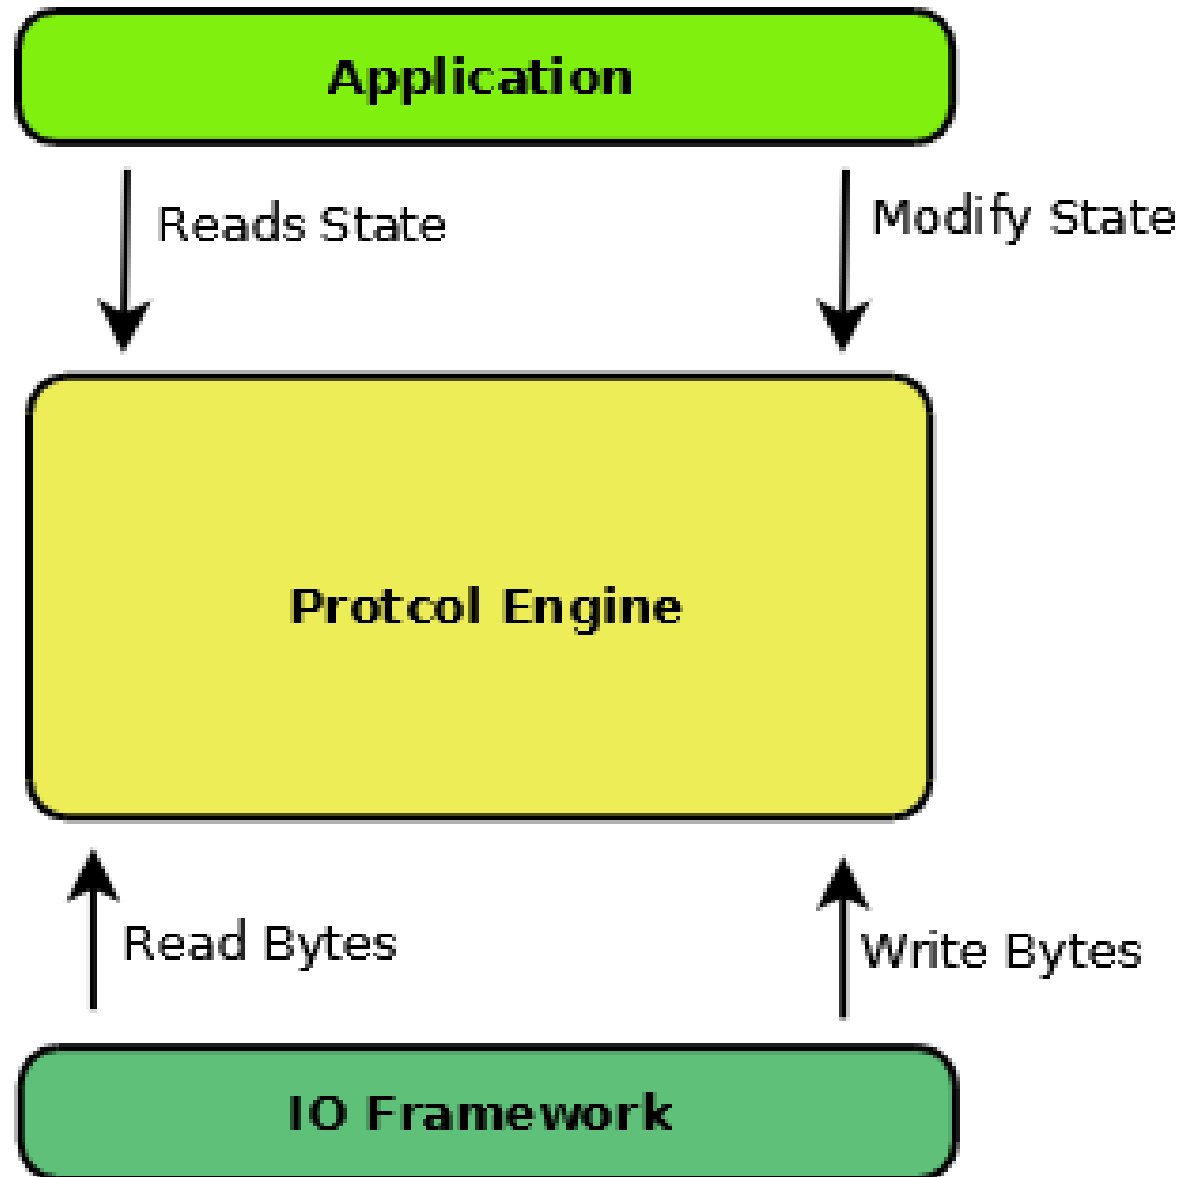 Application
Reads State
Modify State
Protcol Engine
Read Bytes
Write Bytes
IO Framework